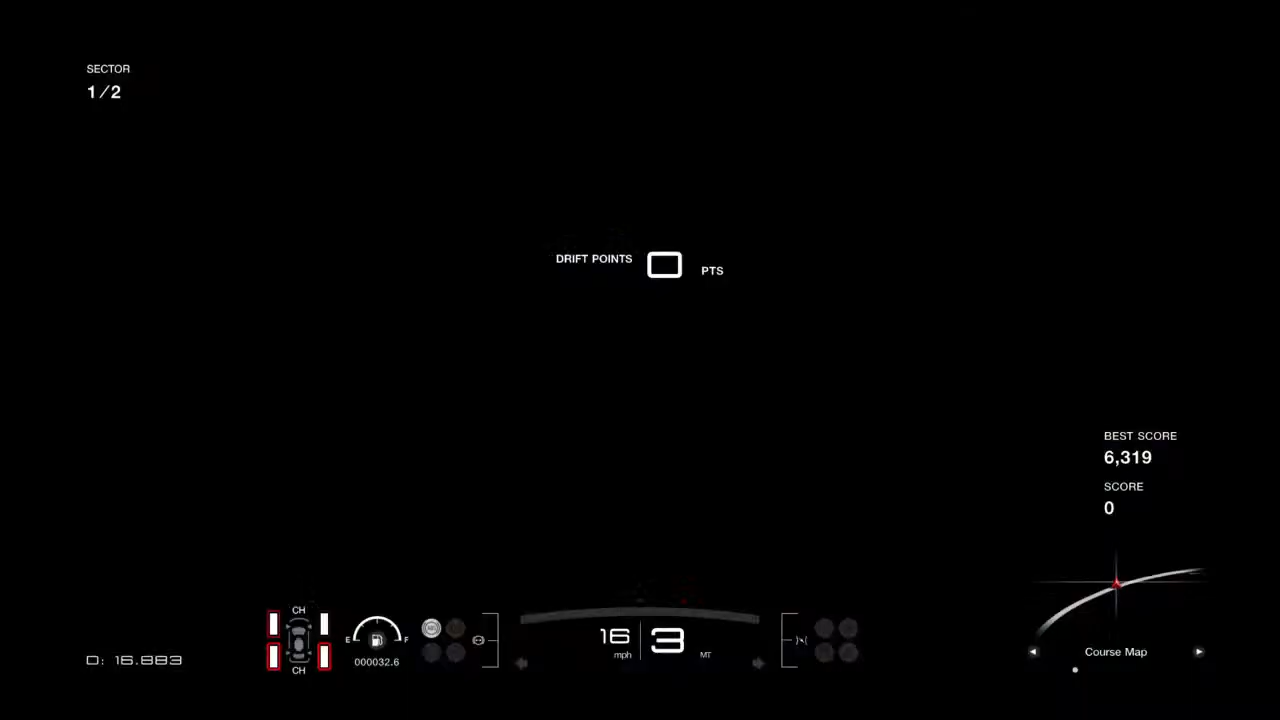 SECTOR
1/2
DRIFT POINTS 0 PTS
BEST SCORE
6,319
SCORE
0
CH
E F
000032.6
CH
16 mph 3 MT
D: 16.883
Course Map